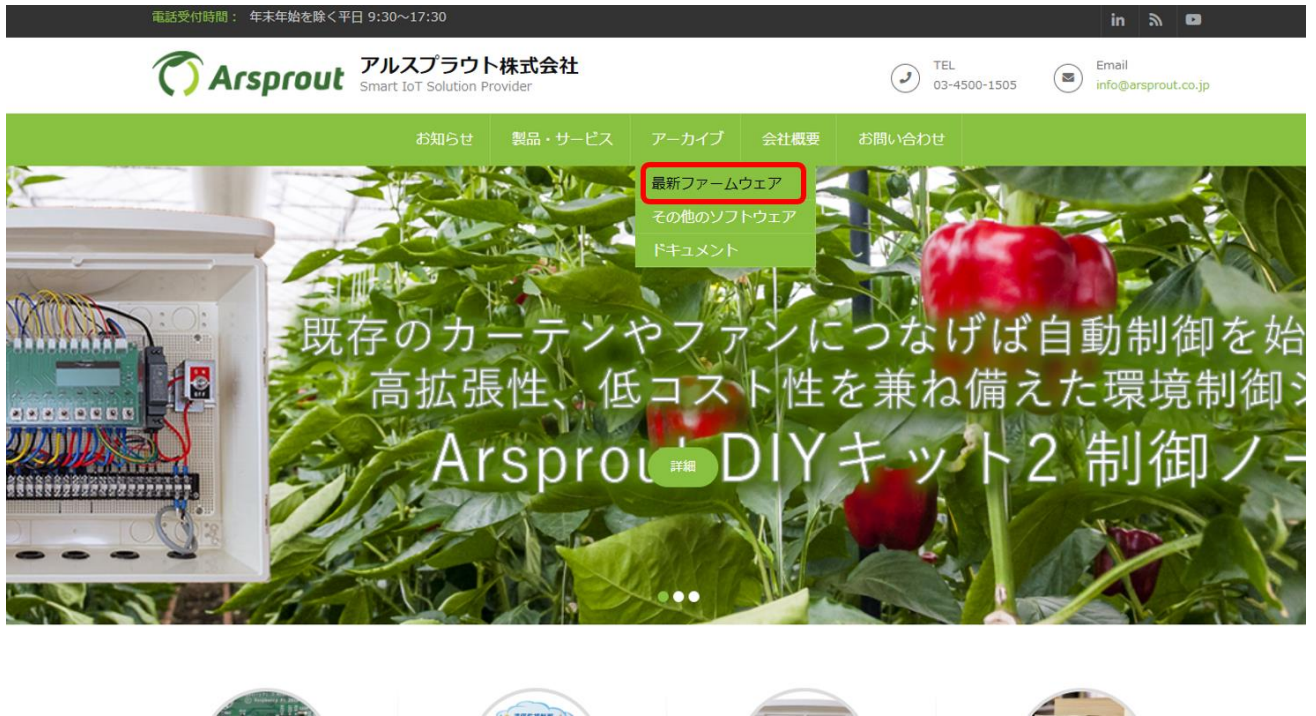 電話受付時間： 年末年始を除く平日 9:30～17:30
Arsprout
アルスプラウト株式会社
Smart IoT Solution Provider
TEL
03-4500-1505
Email
info@arsprout.co.jp
お知らせ
製品・サービス
アーカイブ
会社概要
お問い合わせ
最新ファームウェア
その他のソフトウェア
ドキュメント
既存のカーテンやファンにつなげば自動制御を始
高拡張性、低コスト性を兼ね備えた環境制御シ
Arsprout DIYキット2 制御ノー
詳細